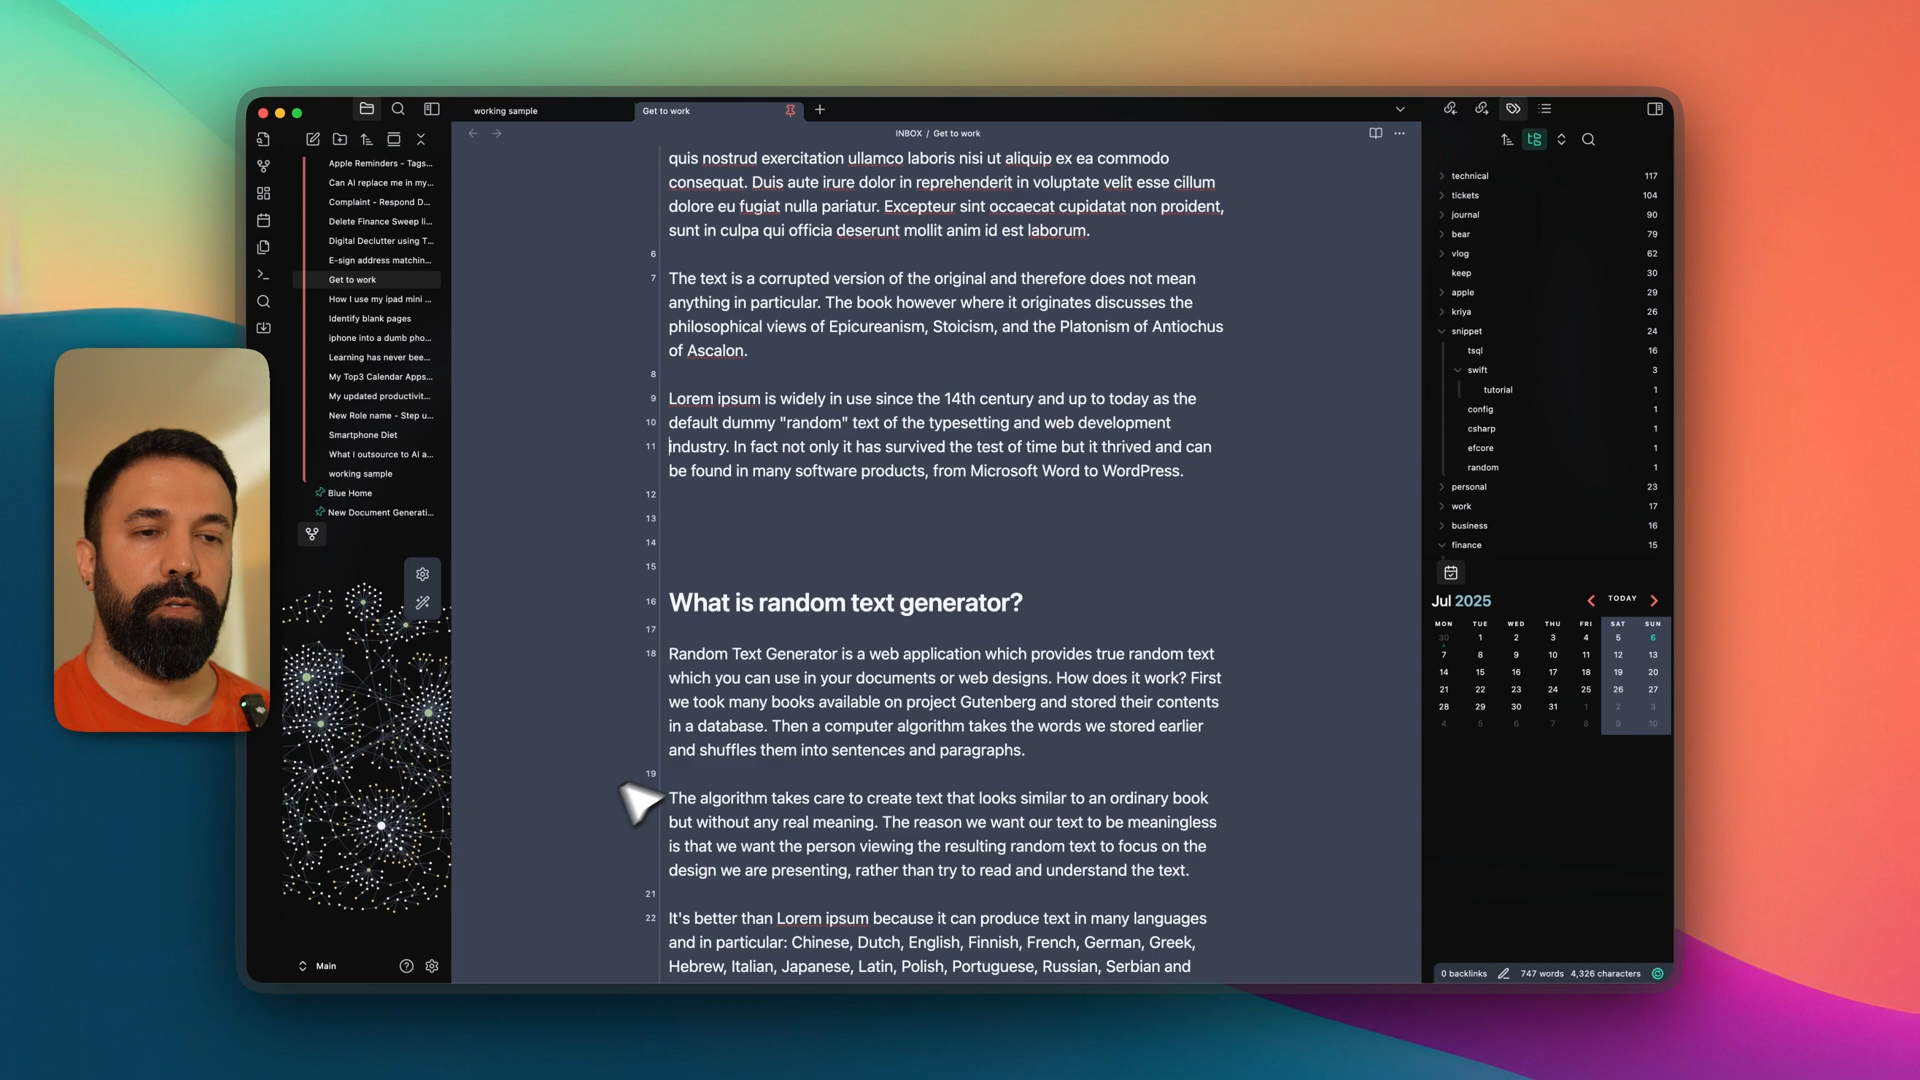 working sample
Get to work
INBOX / Get to work
Apple Reminders - Tags...
Can AI replace me in my...
Complaint - Respond D...
Delete Finance Sweep li...
Digital Declutter using T...
E-sign address matchin...
Get to work
How I use my ipad mini ...
Identify blank pages
iphone into a dumb pho...
Learning has never bee...
My Top3 Calendar Apps...
My updated productivit...
New Role name - Step u...
Smartphone Diet
What I outsource to AI a...
working sample
Blue Home
New Document Generati...
Main
quis nostrud exercitation ullamco laboris nisi ut aliquip ex ea commodo
consequat. Duis aute irure dolor in reprehenderit in voluptate velit esse cillum
dolore eu fugiat nulla pariatur. Excepteur sint occaecat cupidatat non proident,
sunt in culpa qui officia deserunt mollit anim id est laborum.
6
7 The text is a corrupted version of the original and therefore does not mean
anything in particular. The book however where it originates discusses the
philosophical views of Epicureanism, Stoicism, and the Platonism of Antiochus
of Ascalon.
8
9 Lorem ipsum is widely in use since the 14th century and up to today as the
10 default dummy "random" text of the typesetting and web development
11 industry. In fact not only it has survived the test of time but it thrived and can
be found in many software products, from Microsoft Word to WordPress.
12
13
14
15
16 What is random text generator?
17
18 Random Text Generator is a web application which provides true random text
which you can use in your documents or web designs. How does it work? First
we took many books available on project Gutenberg and stored their contents
in a database. Then a computer algorithm takes the words we stored earlier
and shuffles them into sentences and paragraphs.
19
The algorithm takes care to create text that looks similar to an ordinary book
but without any real meaning. The reason we want our text to be meaningless
is that we want the person viewing the resulting random text to focus on the
design we are presenting, rather than try to read and understand the text.
21
22 It's better than Lorem ipsum because it can produce text in many languages
and in particular: Chinese, Dutch, English, Finnish, French, German, Greek,
Hebrew, Italian, Japanese, Latin, Polish, Portuguese, Russian, Serbian and
technical 117
tickets 104
journal 90
bear 79
vlog 62
keep 30
apple 29
kriya 26
snippet 24
tsql 16
swift 3
tutorial 1
config 1
csharp 1
efcore 1
random 1
personal 23
work 17
business 16
finance 15
Jul 2025 TODAY
MON TUE WED THU FRI SAT SUN
30 1 2 3 4 5 6
7 8 9 10 11 12 13
14 15 16 17 18 19 20
21 22 23 24 25 26 27
28 29 30 31 1 2 3
4 5 6 7 8 9 10
0 backlinks 747 words 4,326 characters